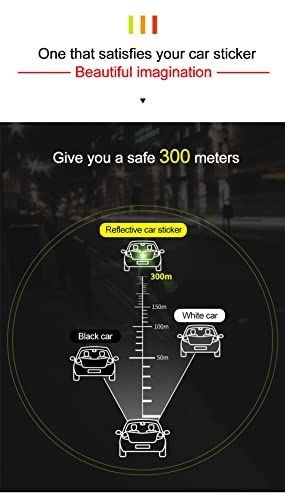 One that satisfies your car sticker
Beautiful imagination
Give you a safe 300 meters
Reflective car sticker
300m
150m
White car
100m
Black car
50m